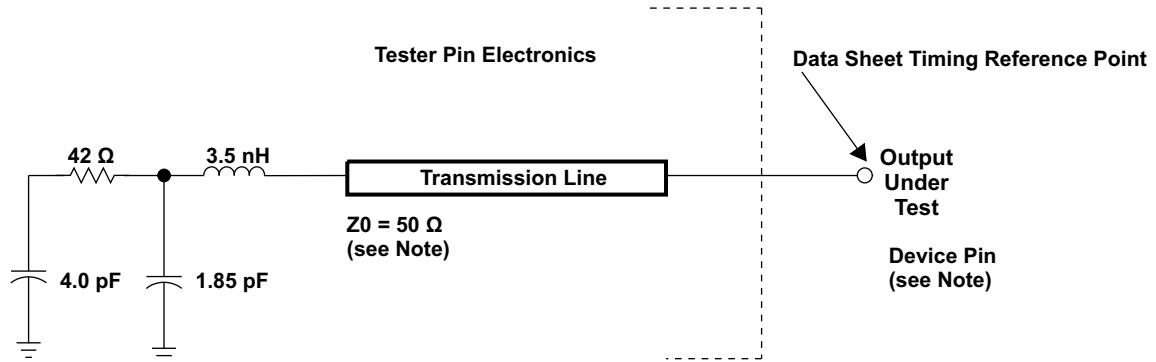 Tester Pin Electronics
Data Sheet Timing Reference Point
42 Ω
3.5 nH
Transmission Line
Output
Under
Test
Z0 = 50 Ω
(see Note)
Device Pin
(see Note)
4.0 pF
1.85 pF